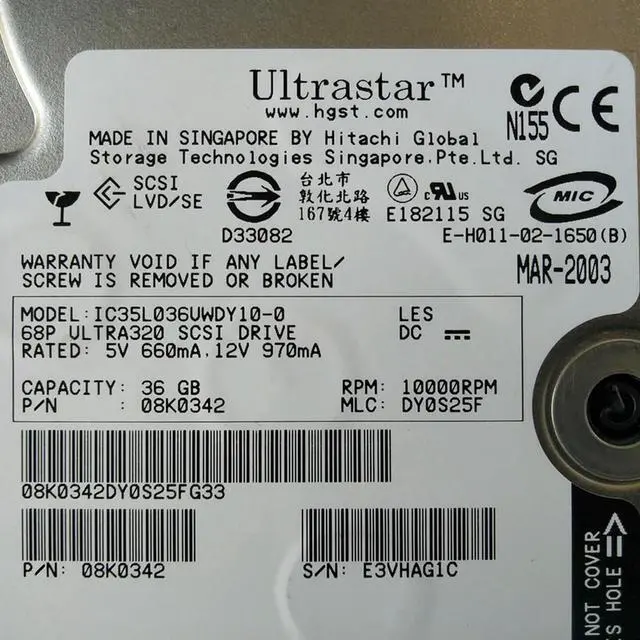 Ultrastar™
www.hgst.com
N155
CE
MADE IN SINGAPORE BY Hitachi Global
Storage Technologies Singapore.Pte.Ltd. SG
SCSI
LVD/SE
D33082
台北市
敦化北路
167號4樓
c UR us
E182115 SG
MIC
E-H011-02-1650(B)
WARRANTY VOID IF ANY LABEL/
SCREW IS REMOVED OR BROKEN
MAR-2003
MODEL:IC35L036UWDY10-0 LES
68P ULTRA320 SCSI DRIVE DC
RATED: 5V 660mA.12V 970mA
CAPACITY: 36 GB RPM: 10000RPM
P/N : 08K0342 MLC: DY0S25F
08K0342DY0S25FG33
P/N: 08K0342 S/N: E3VHAG1C
NOT COVER
S HOLE =>